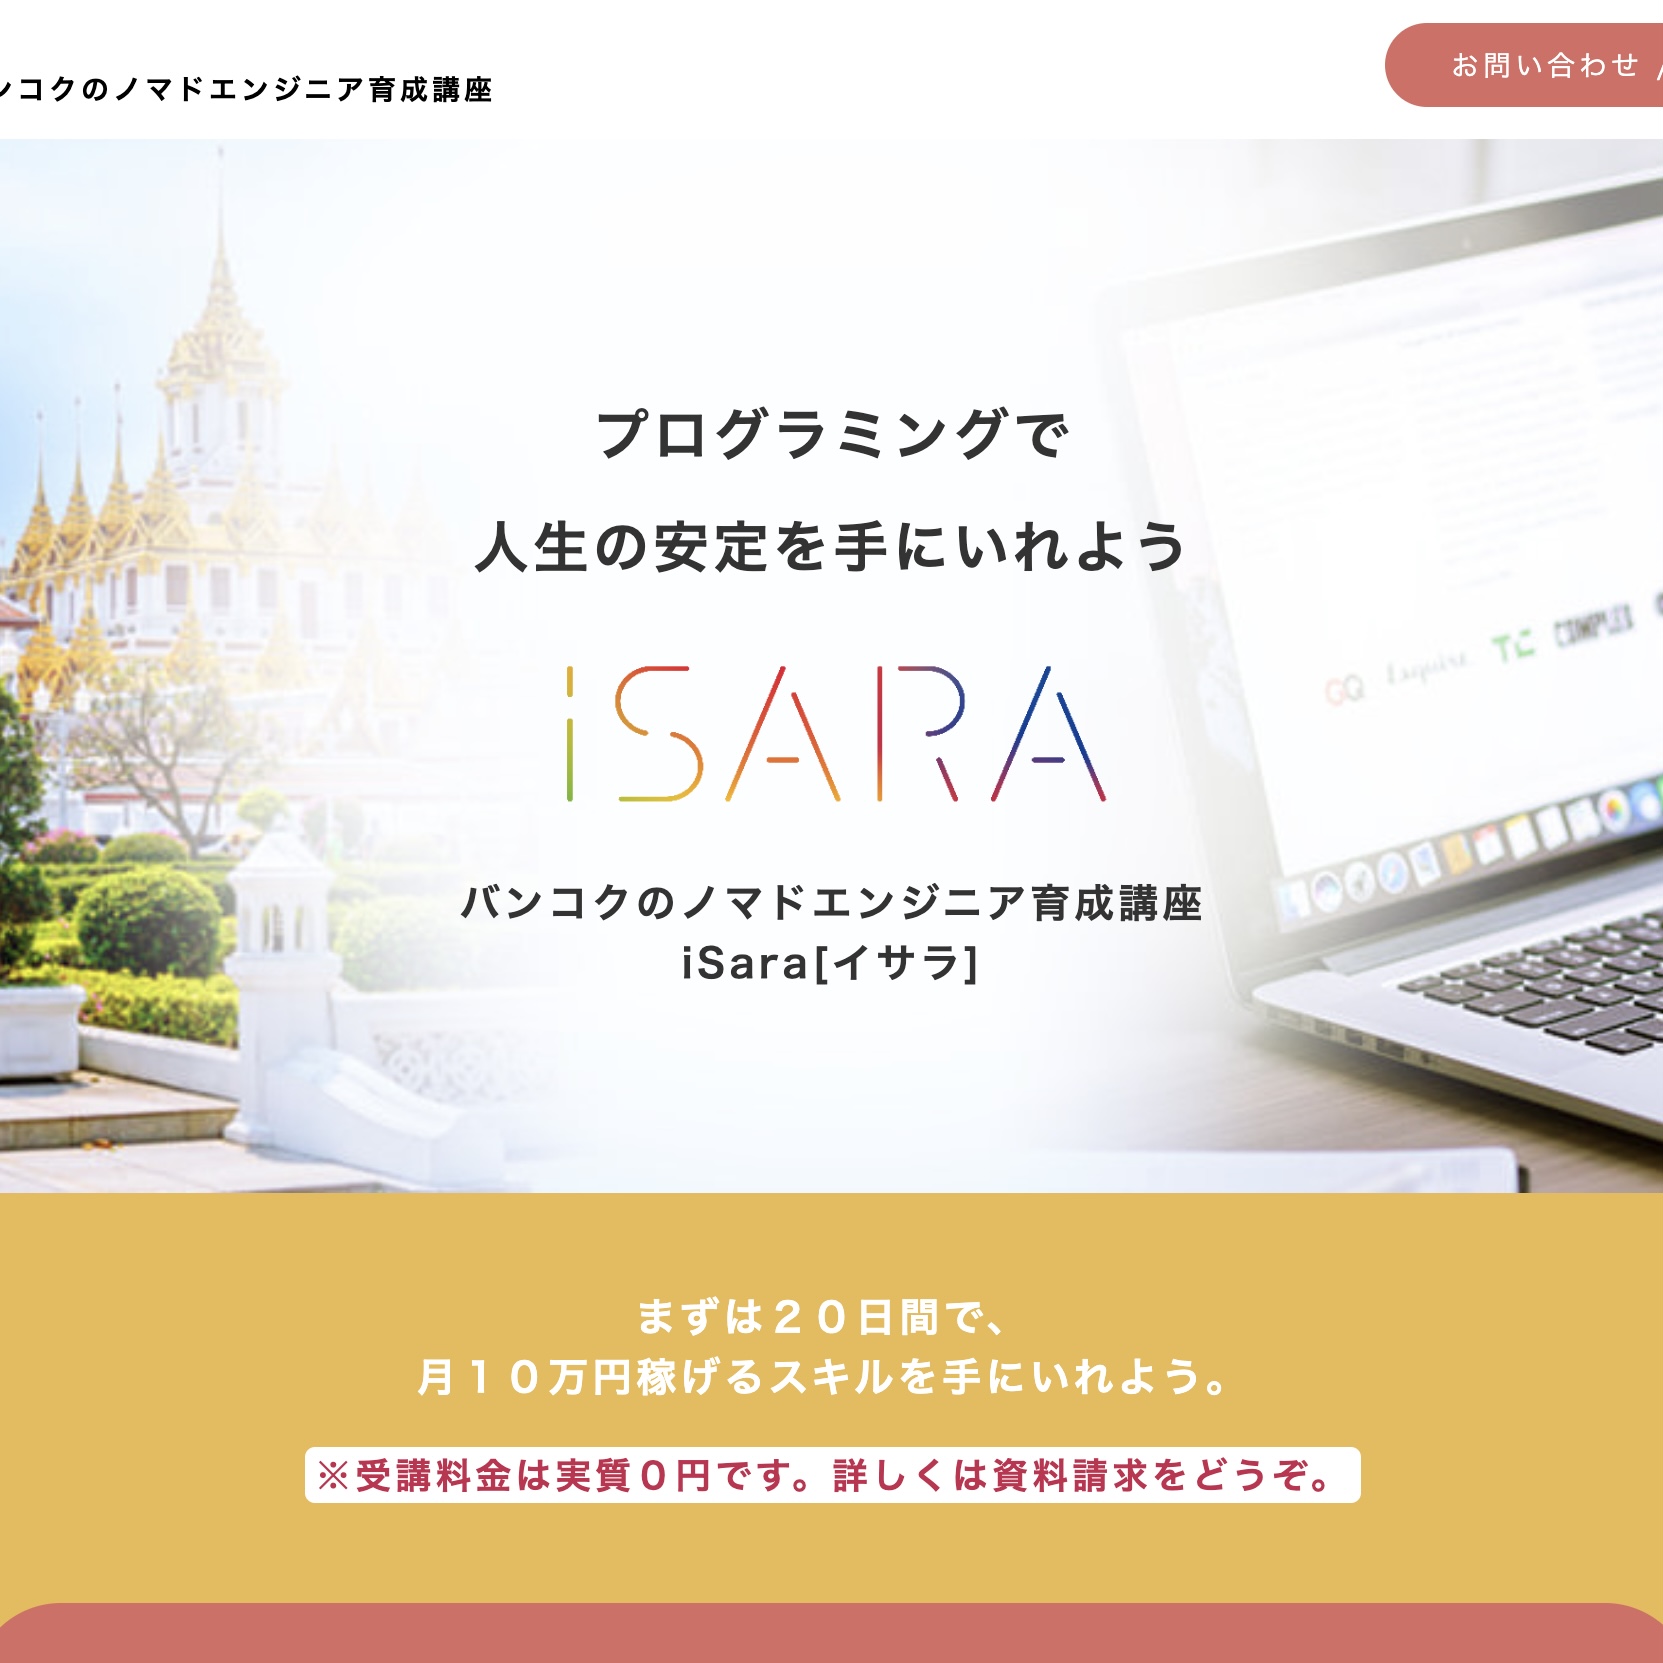 ンコクのノマドエンジニア育成講座
お問い合わせ /
プログラミングで
人生の安定を手にいれよう
iSARA
バンコクのノマドエンジニア育成講座
iSara[イサラ]
GQ Esquire TC COMPLEX
まずは２０日間で、
月１０万円稼げるスキルを手にいれよう。
※受講料金は実質０円です。詳しくは資料請求をどうぞ。